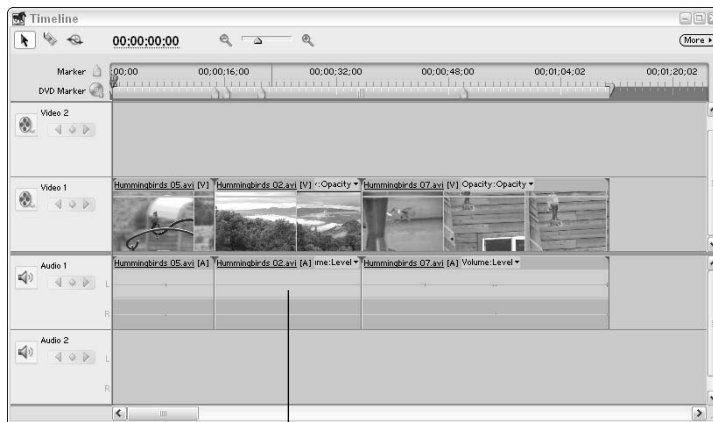 Timeline
00;00;00;00
More
Marker
00;00
00;00;16;00
00;00;32;00
00;00;48;00
00;01;04;02
00;01;20;02
DVD Marker
Video 2
Video 1
Hummingbirds 05.avi [V]
Hummingbirds 02.avi [V] r:Opacity
Hummingbirds 07.avi [V] Opacity:Opacity
Audio 1
Hummingbirds 05.avi [A]
Hummingbirds 02.avi [A] ime:Level
Hummingbirds 07.avi [A] Volume:Level
L
R
Audio 2
L
R